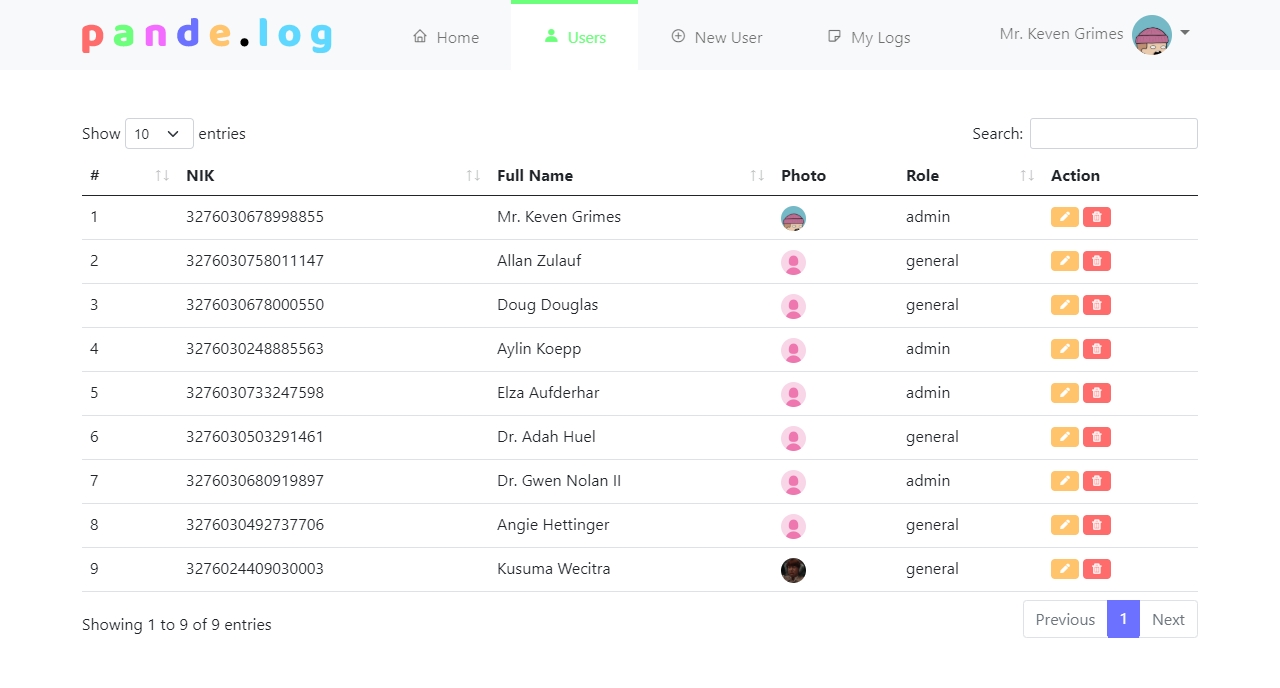 pande.log Home Users New User My Logs Mr. Keven Grimes
Show 10 entries Search:
# NIK Full Name Photo Role Action
1 3276030678998855 Mr. Keven Grimes admin
2 3276030758011147 Allan Zulauf general
3 3276030678000550 Doug Douglas general
4 3276030248885563 Aylin Koepp admin
5 3276030733247598 Elza Aufderhar admin
6 3276030503291461 Dr. Adah Huel general
7 3276030680919897 Dr. Gwen Nolan II admin
8 3276030492737706 Angie Hettinger general
9 3276024409030003 Kusuma Wecitra general
Showing 1 to 9 of 9 entries Previous 1 Next